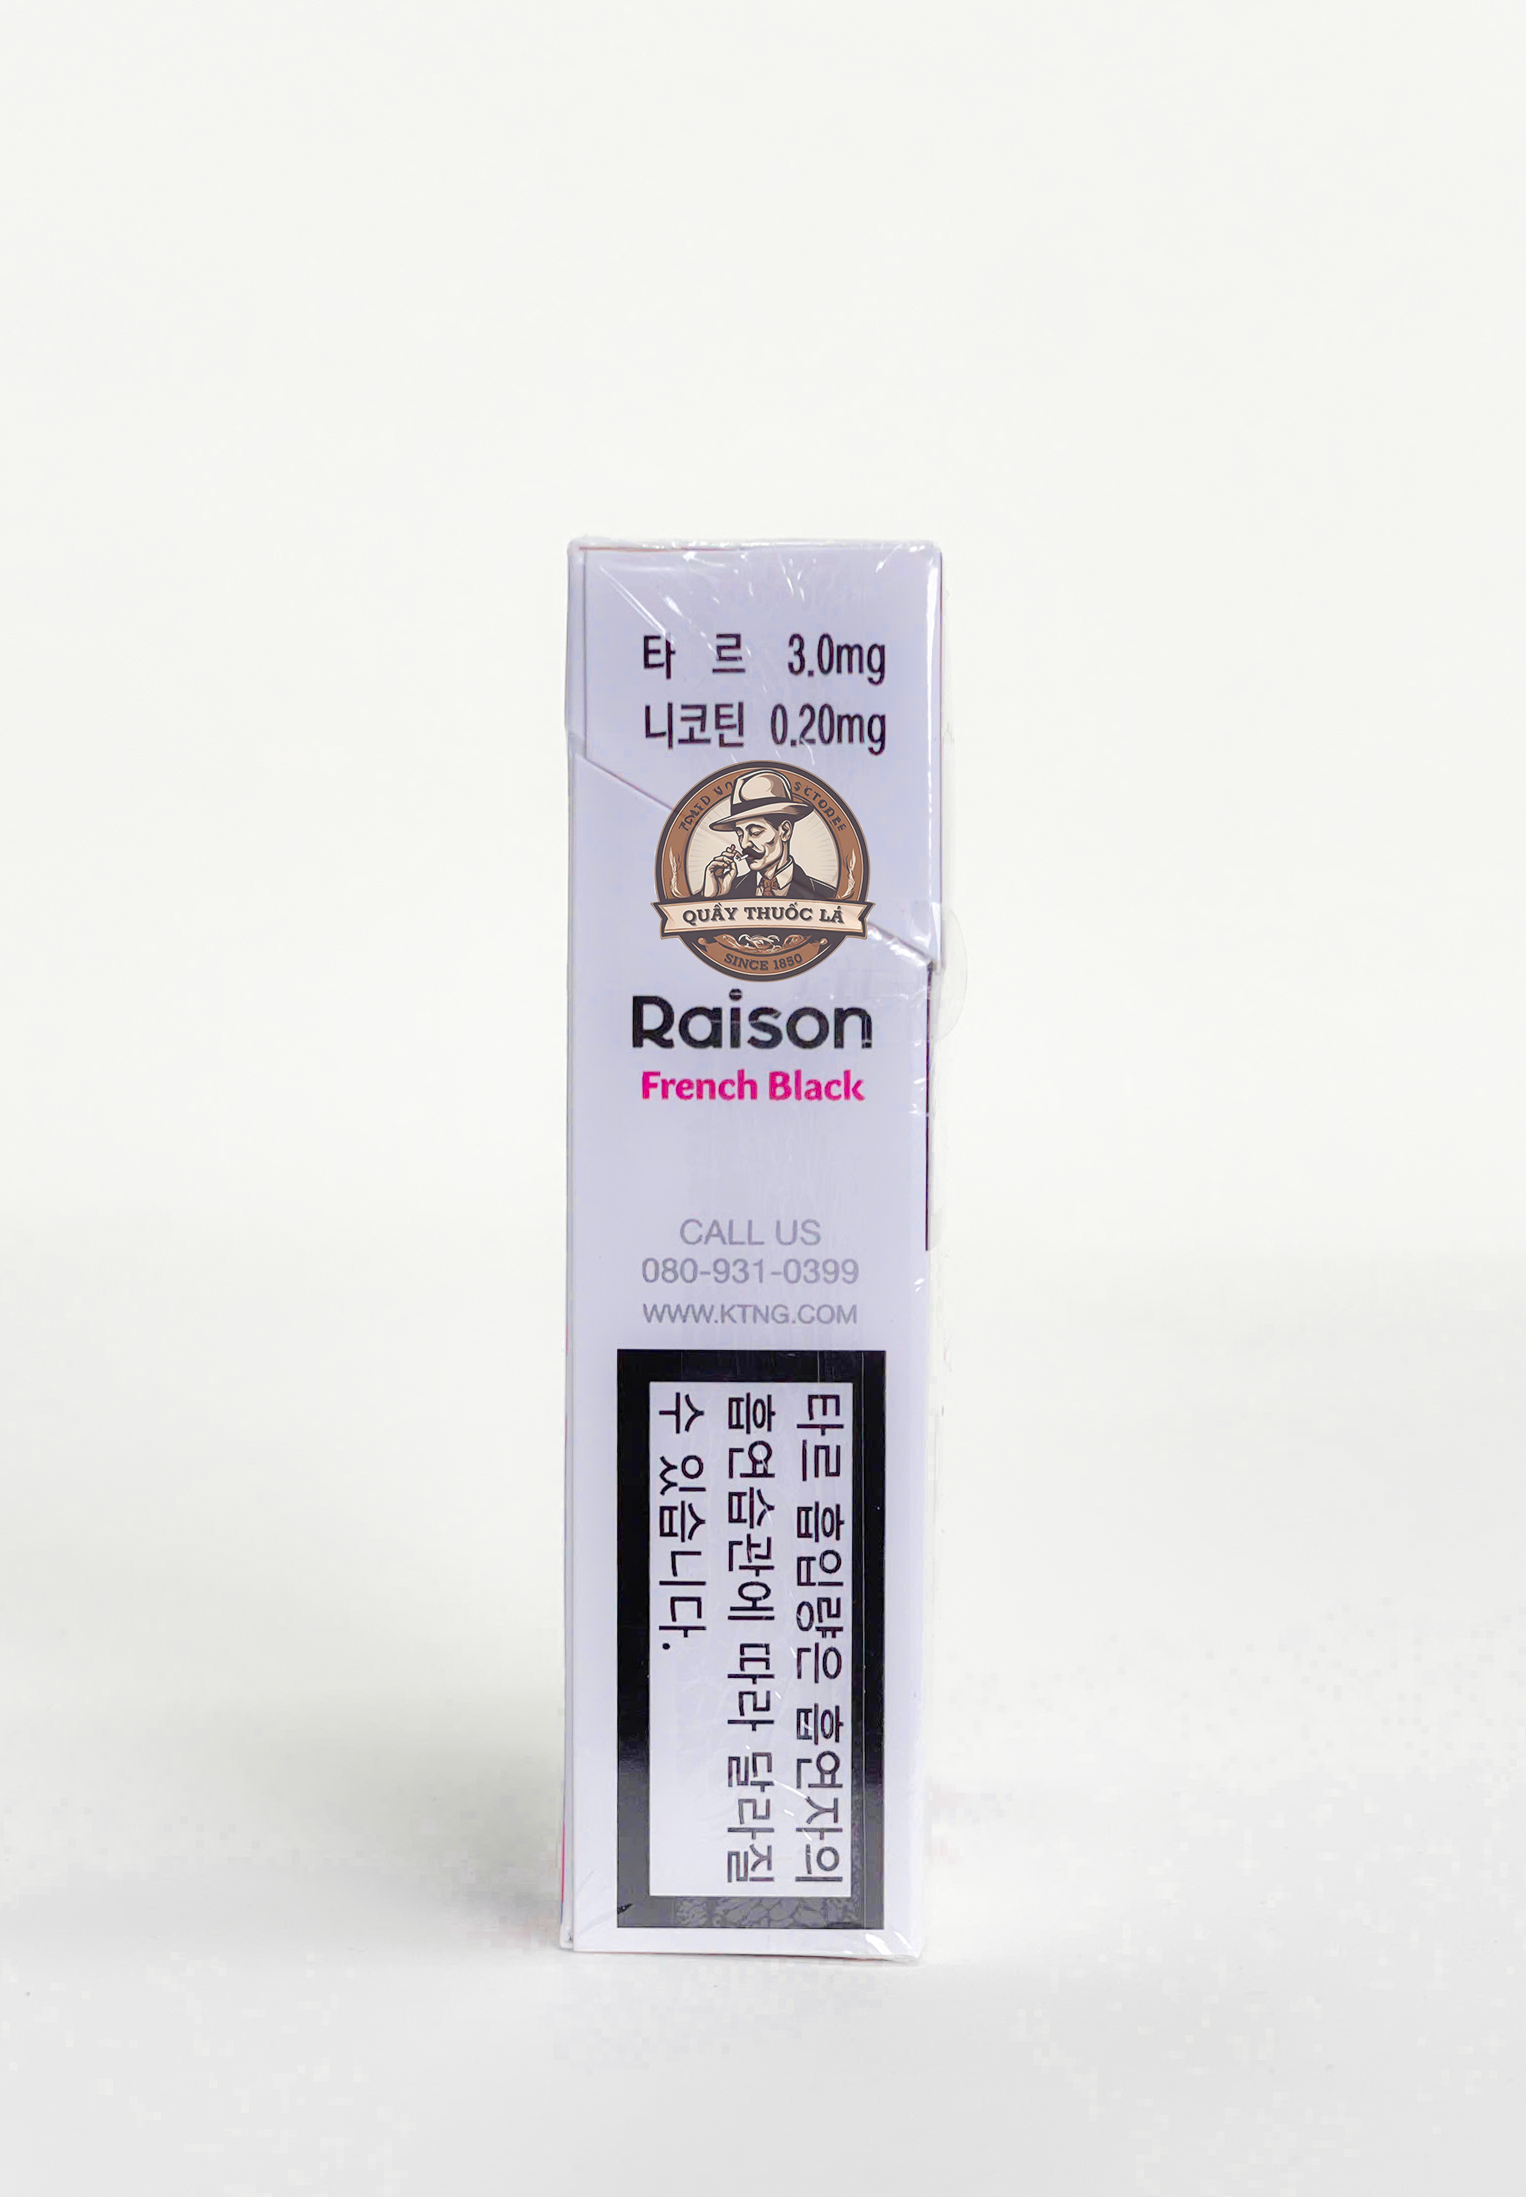 타 르 3.0mg
니코틴 0.20mg
QUẦY THUỐC LÁ
SINCE 1850
Raison
French Black
CALL US
080-931-0399
WWW.KTNG.COM
타르 흡입량은 흡연자의
흡연습관에 따라 달라질
수 있습니다.